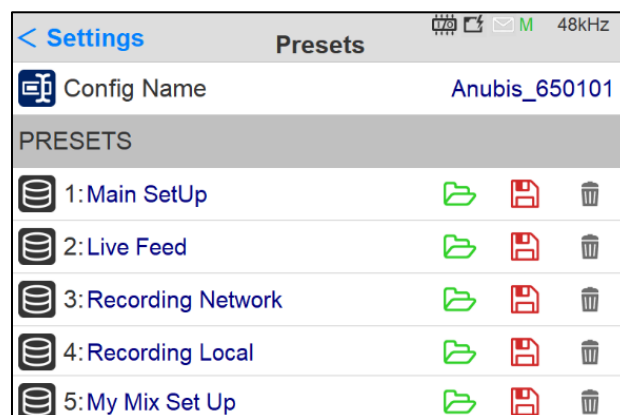 < Settings
Presets
M 48kHz
Config Name Anubis_650101
PRESETS
1: Main SetUp
2: Live Feed
3: Recording Network
4: Recording Local
5: My Mix Set Up